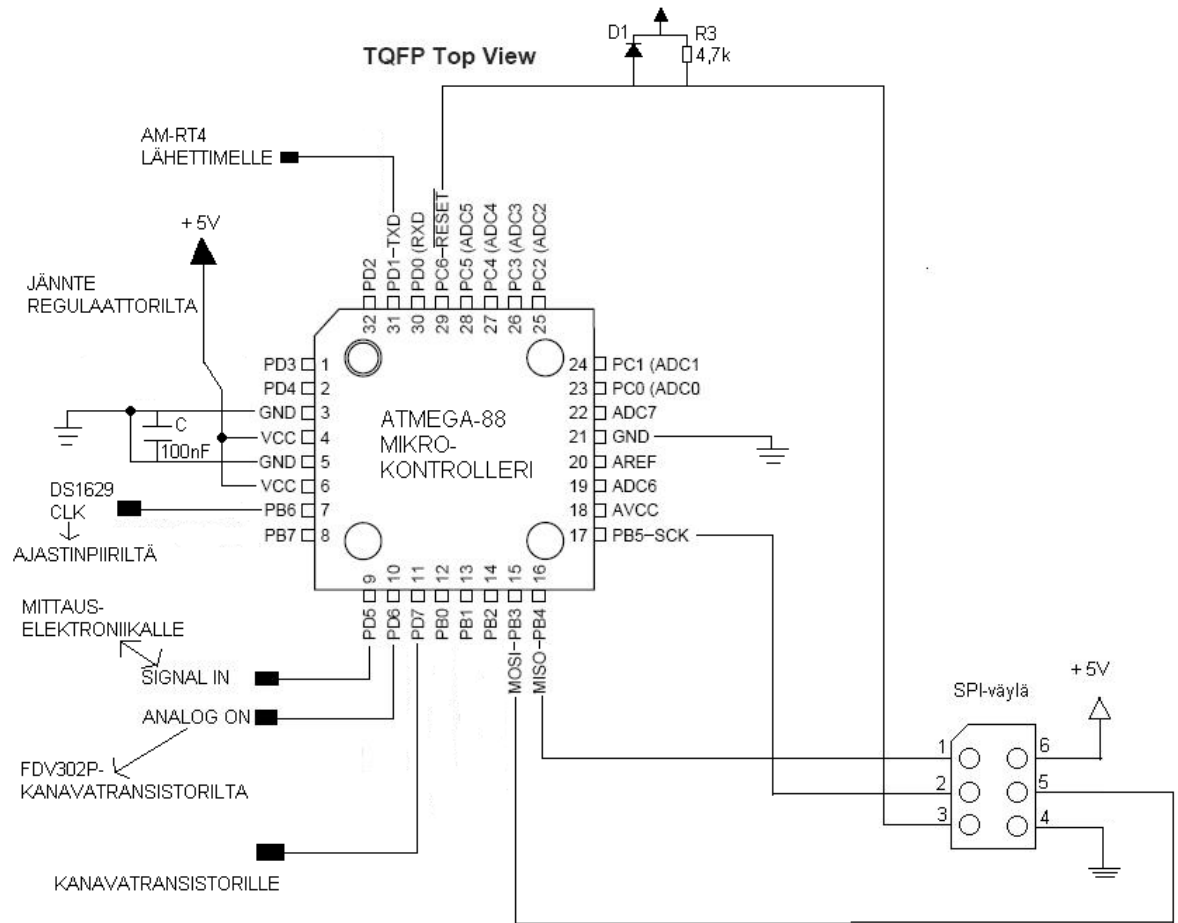 TQFP Top View
D1
R3
4,7k
AM-RT4
LÄHETTIMELLE
+5V
JÄNNTE
REGULAATTORILTA
PD2
PD1-TXD
PD0 (RXD
PC6-RESET
PC5 (ADC5
PC4 (ADC4
PC3 (ADC3
PC2 (ADC2
32
31
30
29
28
27
26
25
PD3 1
PD4 2
GND 3
VCC 4
GND 5
VCC 6
PB6 7
PB7 8
C
100nF
ATMEGA-88
MIKRO-
KONTROLLERI
24 PC1 (ADC1
23 PC0 (ADC0
22 ADC7
21 GND
20 AREF
19 ADC6
18 AVCC
17 PB5-SCK
DS1629
CLK
AJASTINPIIRILTÄ
9
10
11
12
13
14
15
16
PD5
PD6
PD7
PB0
PB1
PB2
MOSI-PB3
MISO-PB4
MITTAUS-
ELEKTRONIIKALLE
SIGNAL IN
ANALOG ON
FDV302P-
KANAVATRANSISTORILTA
KANAVATRANSISTORILLE
SPI-väylä
+5V
1
2
3
6
5
4